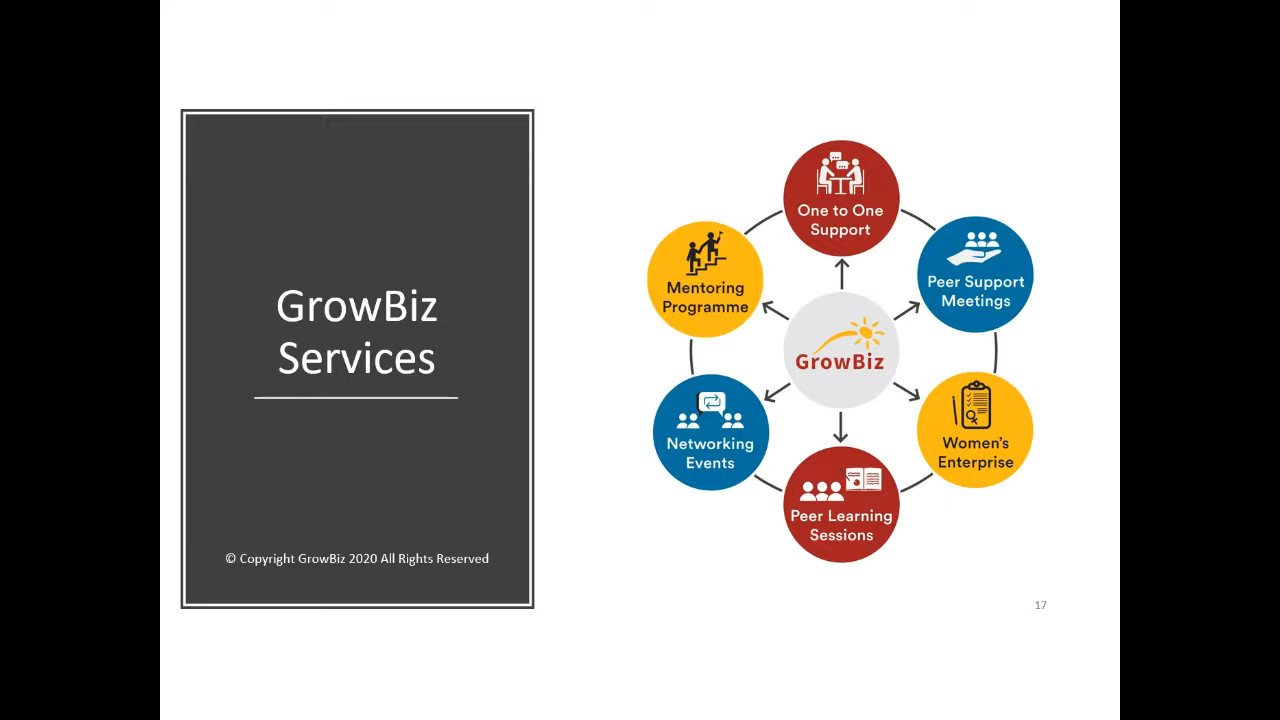 GrowBiz
Services
© Copyright GrowBiz 2020 All Rights Reserved
One to One
Support
Peer Support
Meetings
Women's
Enterprise
Peer Learning
Sessions
Networking
Events
Mentoring
Programme
GrowBiz
17